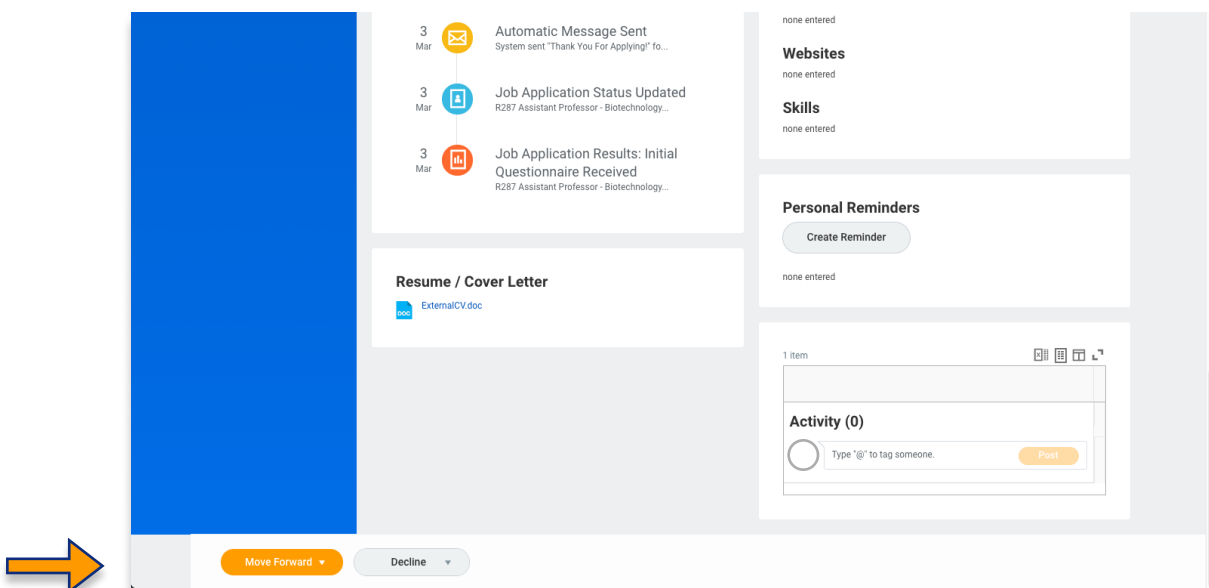 3
Mar
Automatic Message Sent
System sent "Thank You For Applying!" fo...
3
Mar
Job Application Status Updated
R287 Assistant Professor - Biotechnology...
3
Mar
Job Application Results: Initial
Questionnaire Received
R287 Assistant Professor - Biotechnology...
Resume / Cover Letter
DOC
ExternalCV.doc
none entered
Websites
none entered
Skills
none entered
Personal Reminders
Create Reminder
none entered
1 item
Activity (0)
Type "@" to tag someone.
Post
Move Forward
Decline